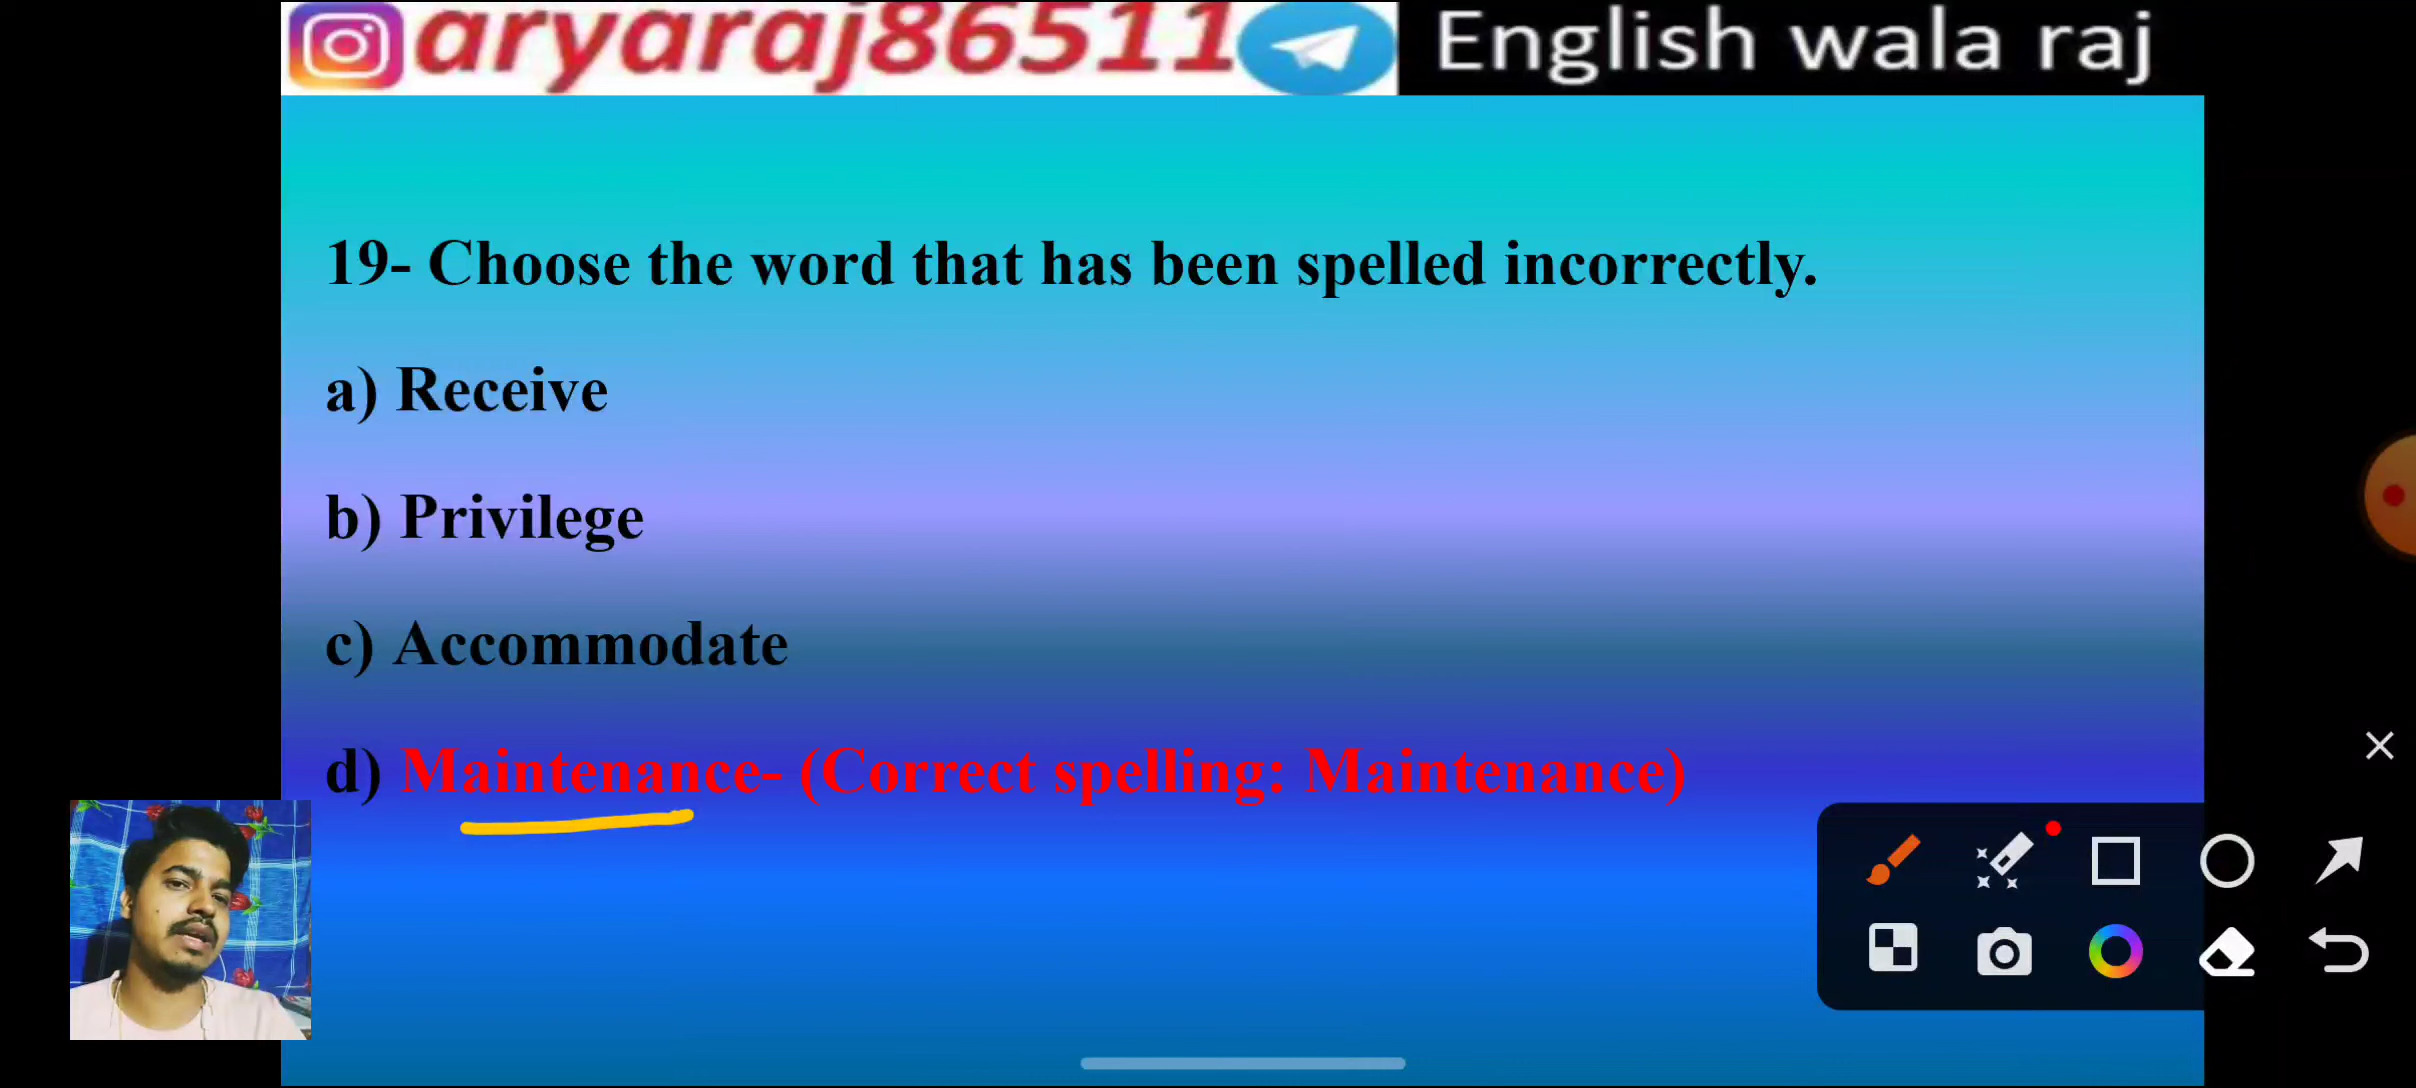 aryaraj86511 English wala raj
19- Choose the word that has been spelled incorrectly.
a) Receive
b) Privilege
c) Accommodate
d) Maintenance- (Correct spelling: Maintenance)